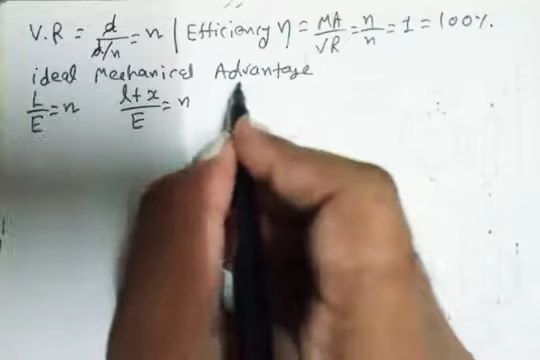 V.R = d/d/n = n | Efficiency η = MA/VR = n/n = 1 = 100%.
ideal Mechanical Advantage
L/E = n l+x/E = n